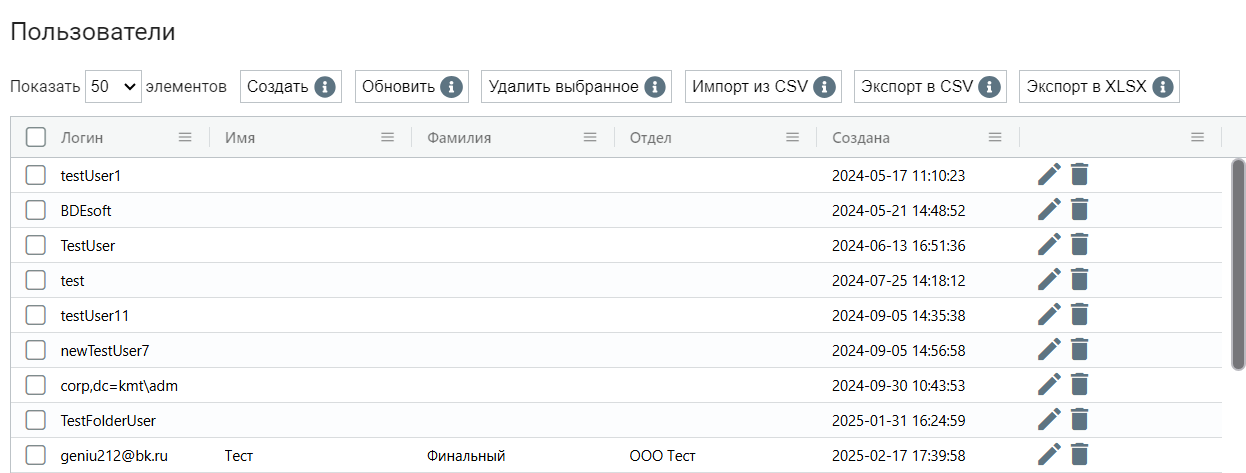 Пользователи
Показать 50 элементов Создать Обновить Удалить выбранное Импорт из CSV Экспорт в CSV Экспорт в XLSX
Логин Имя Фамилия Отдел Создана
testUser1 2024-05-17 11:10:23
BDEsoft 2024-05-21 14:48:52
TestUser 2024-06-13 16:51:36
test 2024-07-25 14:18:12
testUser11 2024-09-05 14:35:38
newTestUser7 2024-09-05 14:56:58
corp,dc=kmt\adm 2024-09-30 10:43:53
TestFolderUser 2025-01-31 16:24:59
geniu212@bk.ru Тест Финальный ООО Тест 2025-02-17 17:39:58